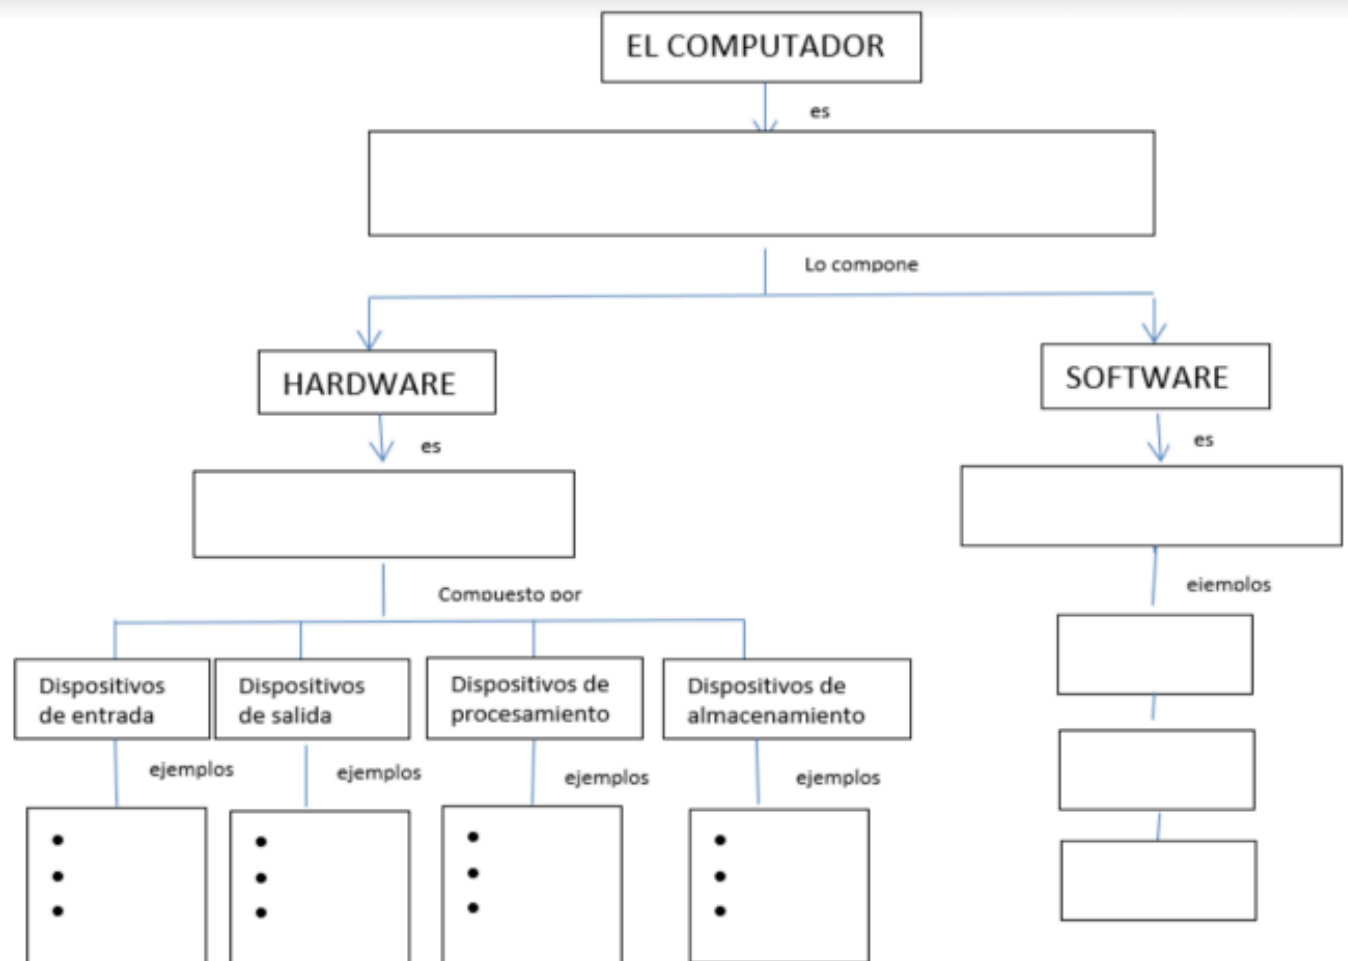 EL COMPUTADOR
es
Lo compone
HARDWARE
SOFTWARE
es
es
Compuesto por
ejemplos
Dispositivos
de entrada
Dispositivos
de salida
Dispositivos de
procesamiento
Dispositivos de
almacenamiento
ejemplos
ejemplos
ejemplos
ejemplos